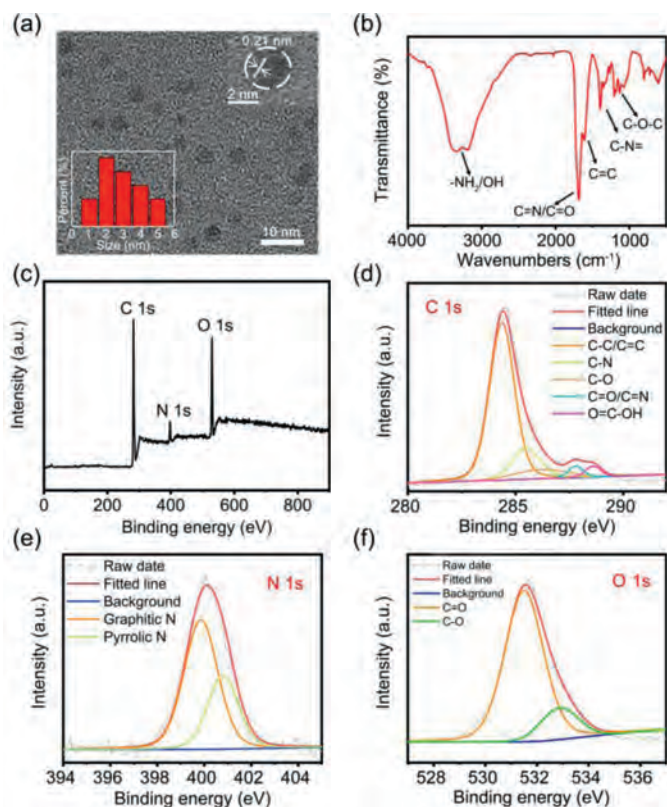 (a)
0.21 nm
2 nm
Percent (%)
0 1 2 3 4 5 6
Size (nm)
10 nm
(b)
Transmittance (%)
-NH2/OH
C=N/C=O
C=C
C-N=
C-O-C
4000 3000 2000 1000
Wavenumbers (cm-1)
(c)
Intensity (a.u.)
C 1s
N 1s
O 1s
0 200 400 600 800
Binding energy (eV)
(d)
Intensity (a.u.)
C 1s
Raw date
Fitted line
Background
C-C/C=C
C-N
C-O
C=O/C=N
O=C-OH
280 285 290
Binding energy (eV)
(e)
Intensity (a.u.)
N 1s
Raw date
Fitted line
Background
Graphitic N
Pyrrolic N
394 396 398 400 402 404
Binding energy (eV)
(f)
Intensity (a.u.)
O 1s
Raw date
Fitted line
Background
C=O
C-O
528 530 532 534 536
Binding energy (eV)